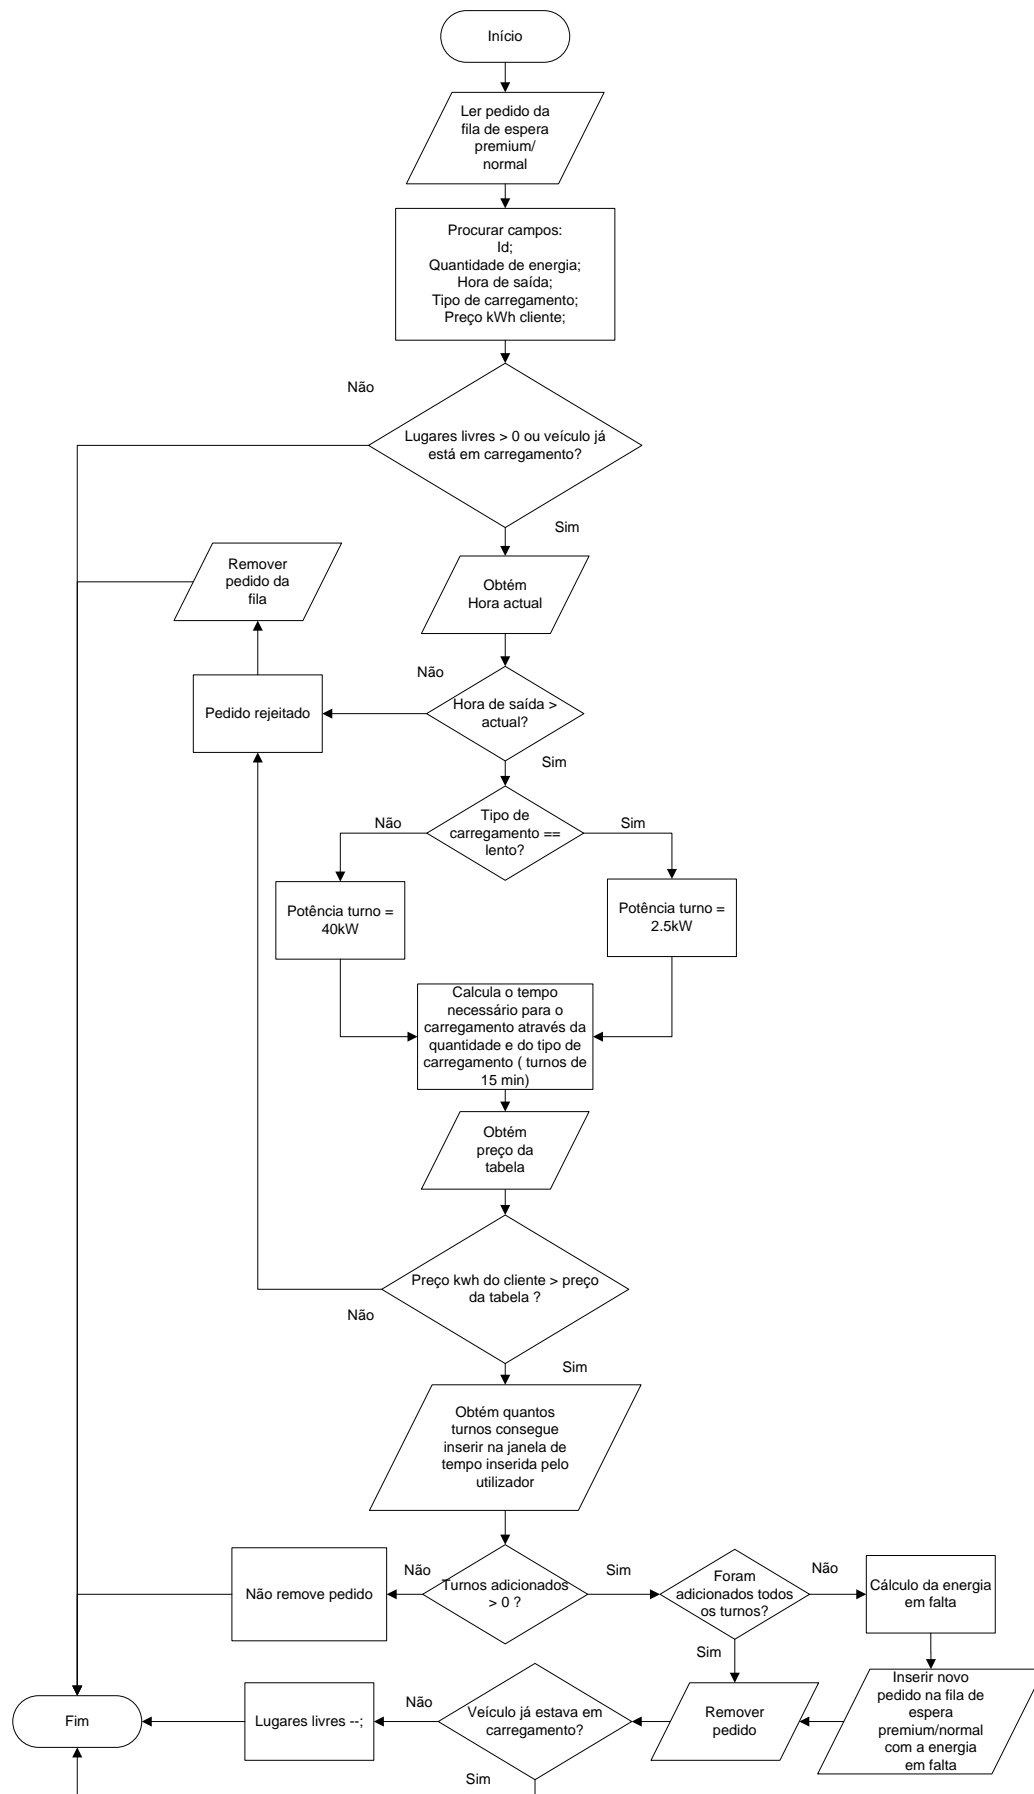 Início
Ler pedido da
fila de espera
premium/
normal
Procurar campos:
Id;
Quantidade de energia;
Hora de saída;
Tipo de carregamento;
Preço kWh cliente;
Não
Lugares livres > 0 ou veículo já
está em carregamento?
Sim
Remover
pedido da
fila
Obtém
Hora actual
Não
Pedido rejeitado
Hora de saída >
actual?
Sim
Não
Tipo de
carregamento ==
lento?
Sim
Potência turno =
40kW
Potência turno =
2.5kW
Calcula o tempo
necessário para o
carregamento através da
quantidade e do tipo de
carregamento ( turnos de
15 min)
Obtém
preço da
tabela
Preço kwh do cliente > preço
da tabela ?
Não
Sim
Obtém quantos
turnos consegue
inserir na janela de
tempo inserida pelo
utilizador
Não remove pedido
Não
Turnos adicionados
> 0 ?
Sim
Foram
adicionados todos
os turnos?
Não
Cálculo da energia
em falta
Sim
Fim
Lugares livres --;
Não
Veículo já estava em
carregamento?
Sim
Remover
pedido
Inserir novo
pedido na fila de
espera
premium/normal
com a energia
em falta